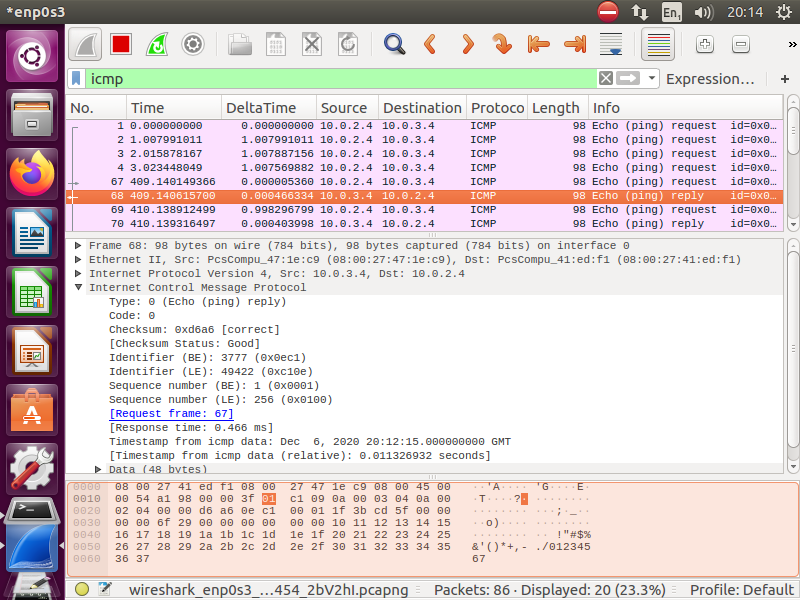 *enp0s3
En1
20:14
icmp
Expression…
+
No. Time DeltaTime Source Destination Protoco Length Info
1 0.000000000 0.000000000 10.0.2.4 10.0.3.4 ICMP 98 Echo (ping) request id=0x0…
2 1.007991011 1.007991011 10.0.2.4 10.0.3.4 ICMP 98 Echo (ping) request id=0x0…
3 2.015878167 1.007887156 10.0.2.4 10.0.3.4 ICMP 98 Echo (ping) request id=0x0…
4 3.023448049 1.007569882 10.0.2.4 10.0.3.4 ICMP 98 Echo (ping) request id=0x0…
67 409.140149366 0.000005360 10.0.2.4 10.0.3.4 ICMP 98 Echo (ping) request id=0x0…
68 409.140615700 0.000466334 10.0.3.4 10.0.2.4 ICMP 98 Echo (ping) reply id=0x0…
69 410.138912499 0.998296799 10.0.2.4 10.0.3.4 ICMP 98 Echo (ping) request id=0x0…
70 410.139316497 0.000403998 10.0.3.4 10.0.2.4 ICMP 98 Echo (ping) reply id=0x0…
Frame 68: 98 bytes on wire (784 bits), 98 bytes captured (784 bits) on interface 0
Ethernet II, Src: PcsCompu_47:1e:c9 (08:00:27:47:1e:c9), Dst: PcsCompu_41:ed:f1 (08:00:27:41:ed:f1)
Internet Protocol Version 4, Src: 10.0.3.4, Dst: 10.0.2.4
Internet Control Message Protocol
Type: 0 (Echo (ping) reply)
Code: 0
Checksum: 0xd6a6 [correct]
[Checksum Status: Good]
Identifier (BE): 3777 (0x0ec1)
Identifier (LE): 49422 (0xc10e)
Sequence number (BE): 1 (0x0001)
Sequence number (LE): 256 (0x0100)
[Request frame: 67]
[Response time: 0.466 ms]
Timestamp from icmp data: Dec  6, 2020 20:12:15.000000000 GMT
[Timestamp from icmp data (relative): 0.011326932 seconds]
Data (48 bytes)
0000 08 00 27 41 ed f1 08 00 27 47 1e c9 08 00 45 00 ··'A···· 'G····E·
0010 00 54 a1 98 00 00 3f 01 c1 09 0a 00 03 04 0a 00 ·T····?· ········
0020 02 04 00 00 d6 a6 0e c1 00 01 1f 3b cd 5f 00 00 ········ ···;·_··
0030 00 00 6f 29 00 00 00 00 00 00 10 11 12 13 14 15 ··o)···· ········
0040 16 17 18 19 1a 1b 1c 1d 1e 1f 20 21 22 23 24 25 ········ ·· !"#$%
0050 26 27 28 29 2a 2b 2c 2d 2e 2f 30 31 32 33 34 35 &'()*+,- ./012345
0060 36 37 67
wireshark_enp0s3_…454_2bV2hI.pcapng Packets: 86 · Displayed: 20 (23.3%) Profile: Default